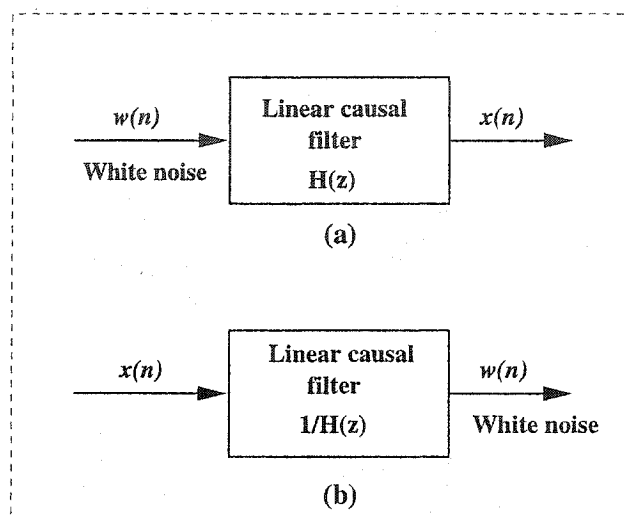 w(n)
White noise
Linear causal
filter
H(z)
x(n)
(a)
x(n)
Linear causal
filter
1/H(z)
w(n)
White noise
(b)